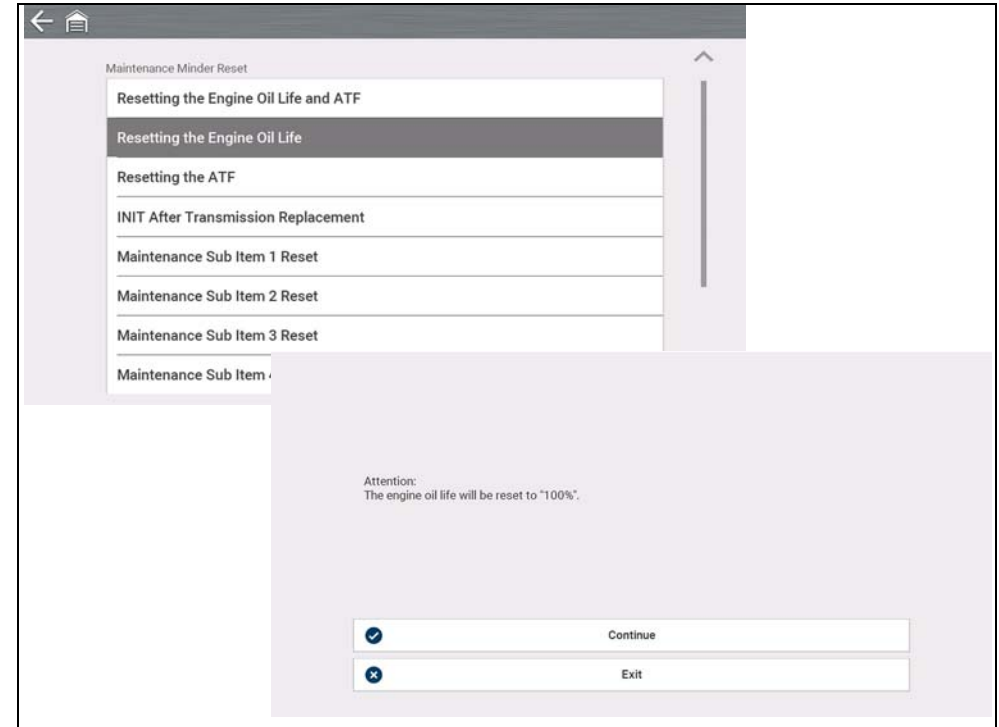 Maintenance Minder Reset
Resetting the Engine Oil Life and ATF
Resetting the Engine Oil Life
Resetting the ATF
INIT After Transmission Replacement
Maintenance Sub Item 1 Reset
Maintenance Sub Item 2 Reset
Maintenance Sub Item 3 Reset
Maintenance Sub Item
Attention:
The engine oil life will be reset to "100%".
Continue
Exit